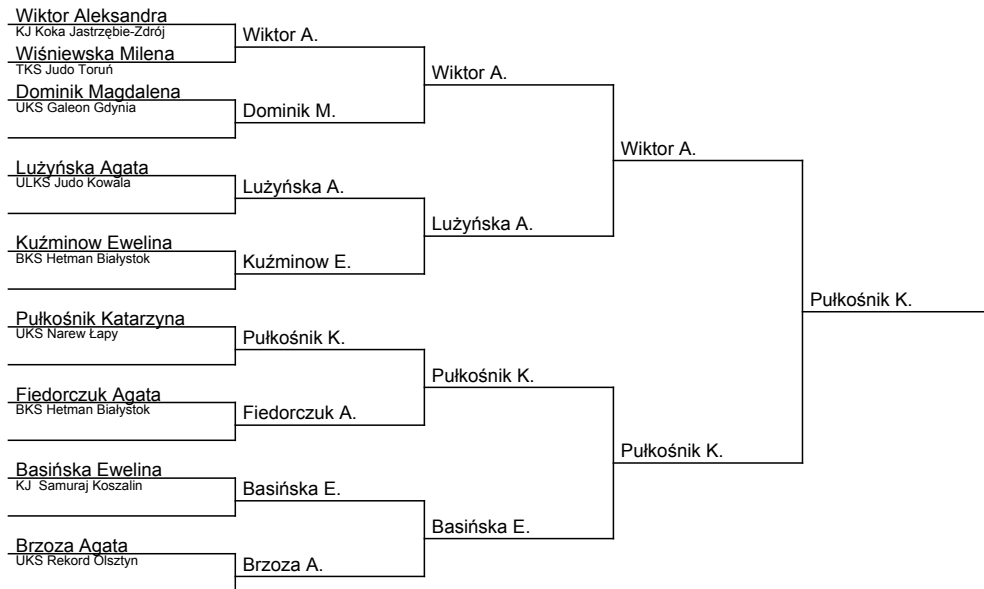 Wiktor Aleksandra
KJ Koka Jastrzębie-Zdrój
Wiktor A.
Wiśniewska Milena
TKS Judo Toruń
Wiktor A.
Dominik Magdalena
UKS Galeon Gdynia
Dominik M.
Wiktor A.
Lużyńska Agata
ULKS Judo Kowala
Lużyńska A.
Lużyńska A.
Kuźminow Ewelina
BKS Hetman Białystok
Kuźminow E.
Pułkośnik K.
Pułkośnik Katarzyna
UKS Narew Łapy
Pułkośnik K.
Pułkośnik K.
Fiedorczuk Agata
BKS Hetman Białystok
Fiedorczuk A.
Pułkośnik K.
Basińska Ewelina
KJ  Samuraj Koszalin
Basińska E.
Basińska E.
Brzoza Agata
UKS Rekord Olsztyn
Brzoza A.